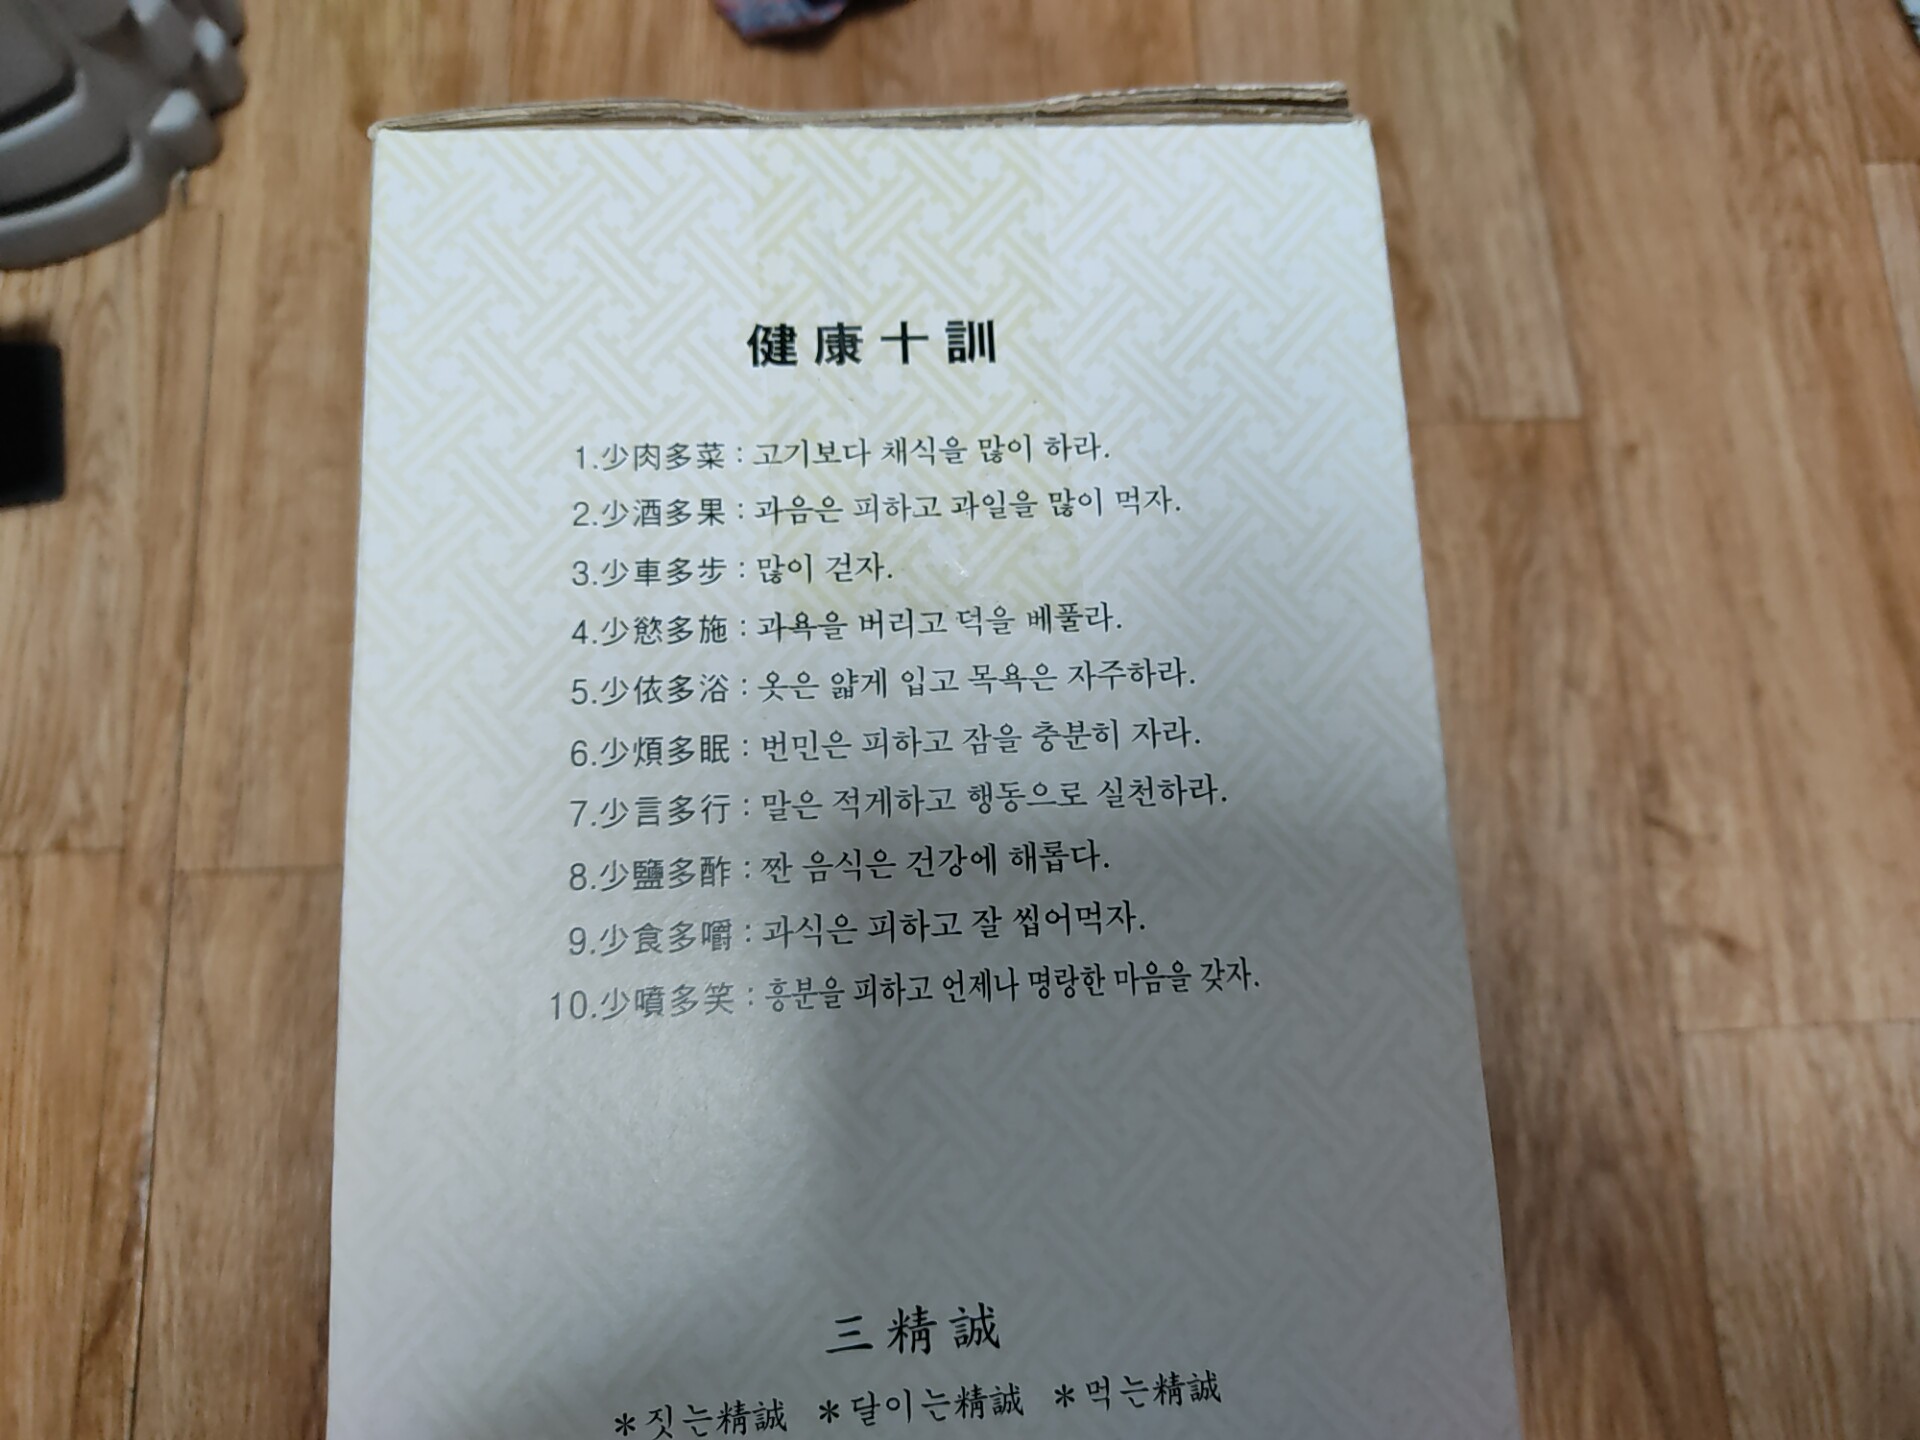 健康十訓
1.少肉多菜 : 고기보다 채식을 많이 하라.
2.少酒多果 : 과음은 피하고 과일을 많이 먹자.
3.少車多步 : 많이 걷자.
4.少慾多施 : 과욕을 버리고 덕을 베풀라.
5.少依多浴 : 옷은 얇게 입고 목욕은 자주하라.
6.少煩多眠 : 번민은 피하고 잠을 충분히 자라.
7.少言多行 : 말은 적게하고 행동으로 실천하라.
8.少鹽多酢 : 짠 음식은 건강에 해롭다.
9.少食多嚼 : 과식은 피하고 잘 씹어먹자.
10.少噴多笑 : 흥분을 피하고 언제나 명랑한 마음을 갖자.
三精誠
*짓는精誠 *달이는精誠 *먹는精誠